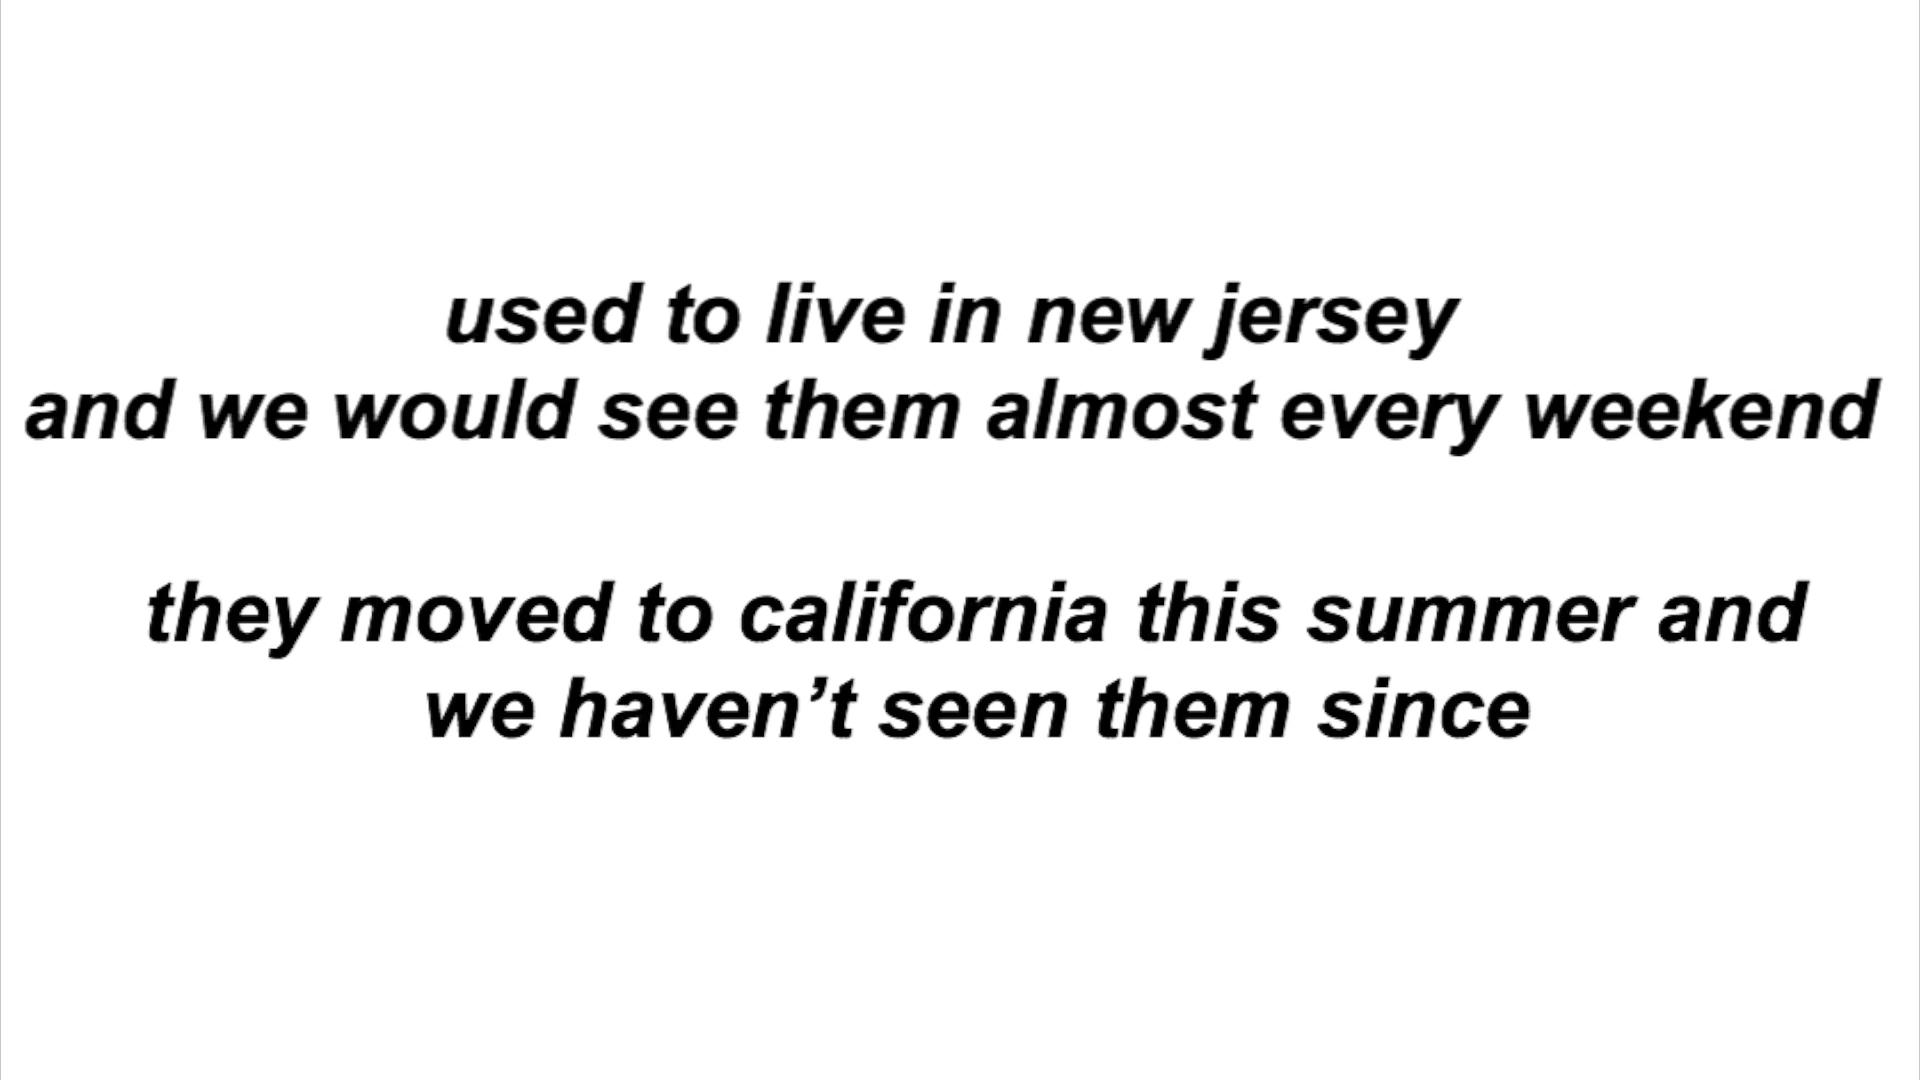 used to live in new jersey
and we would see them almost every weekend
they moved to california this summer and
we haven’t seen them since